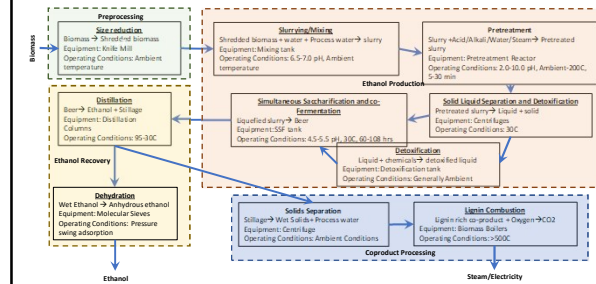 Preprocessing
Biomass
Size reduction
Biomass → Shredded biomass
Equipment: Knife Mill
Operating Conditions: Ambient
temperature
Slurrying/Mixing
Shredded biomass + water + Process water→ slurry
Equipment: Mixing tank
Operating Conditions: 6.5-7.0 pH, Ambient
temperature
Pretreatment
Slurry +Acid/Alkali/Water/Steam→ Pretreated
slurry
Equipment: Pretreatment Reactor
Operating Conditions: 2.0-10.0 pH, Ambient-200C,
5-30 min
Ethanol Production
Distillation
Beer→ Ethanol + Stillage
Equipment: Distillation
Columns
Operating Conditions: 95-30C
Simultaneous Saccharification and co-
Fermentation
Liquefied slurry→ Beer
Equipment: SSF tank
Operating Conditions: 4.5-5.5 pH, 30C, 60-108 hrs
Solid Liquid Separation and Detoxification
Pretreated slurry→ Liquid + solid
Equipment: Centrifuges
Operating Conditions: 30C
Detoxification
Liquid + chemicals→ detoxified liquid
Equipment: Detoxification tank
Operating Conditions: Generally Ambient
Ethanol Recovery
Dehydration
Wet Ethanol→ Anhydrous ethanol
Equipment: Molecular Sieves
Operating Conditions: Pressure
swing adsorption
Solids Separation
Stillage→ Wet Solids+ Process water
Equipment: Centrifuge
Operating Conditions: Ambient Conditions
Lignin Combustion
Lignin rich co-product + Oxygen→CO2
Equipment: Biomass Boilers
Operating Conditions: >500C
Coproduct Processing
Ethanol
Steam/Electricity